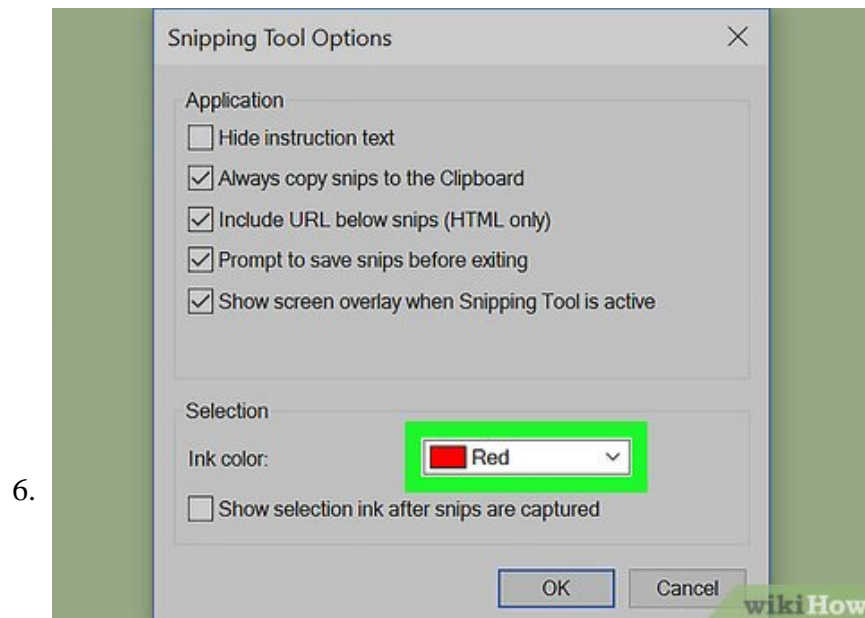 Snipping Tool Options
Application
Hide instruction text
Always copy snips to the Clipboard
Include URL below snips (HTML only)
Prompt to save snips before exiting
Show screen overlay when Snipping Tool is active
Selection
Ink color:
Red
Show selection ink after snips are captured
6.
OK
Cancel
wikiHow